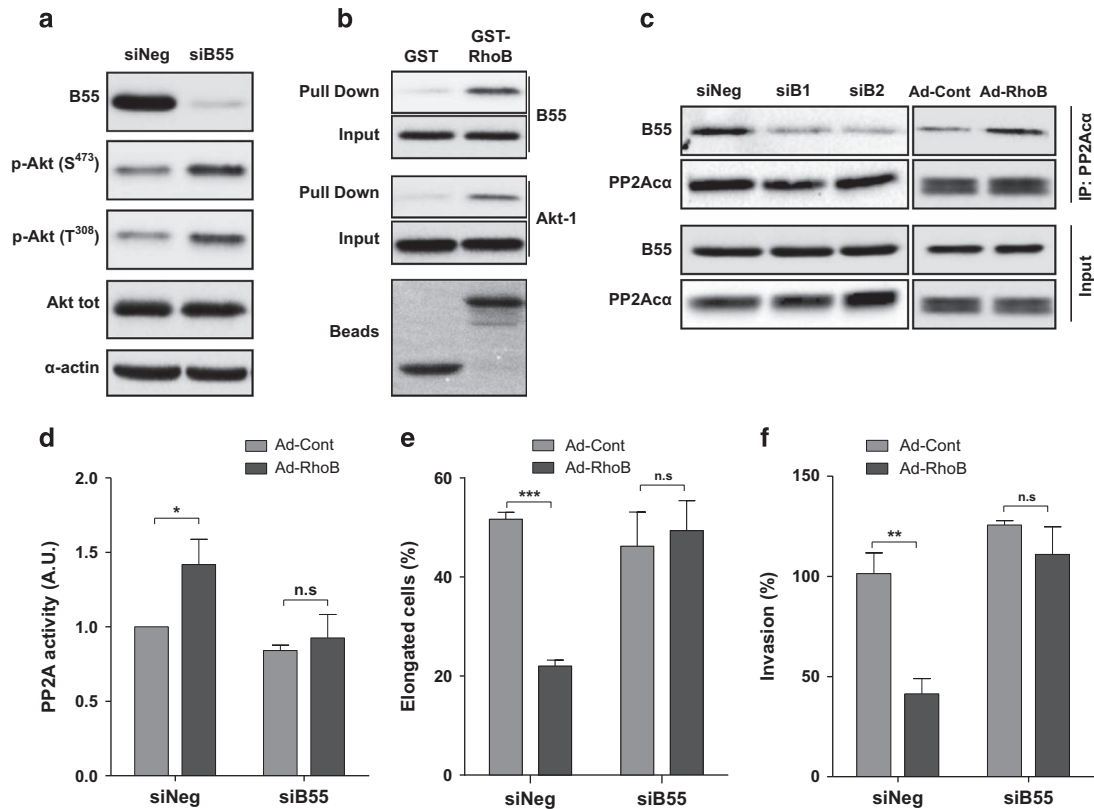 a
siNeg siB55
B55
p-Akt (S473)
p-Akt (T308)
Akt tot
α-actin
b
GST GST-RhoB
Pull Down
Input
B55
Pull Down
Input
Akt-1
Beads
c
siNeg siB1 siB2 Ad-Cont Ad-RhoB
B55
PP2Acα
IP: PP2Acα
B55
PP2Acα
Input
d
Ad-Cont
Ad-RhoB
PP2A activity (A.U.)
2.0
1.5
1.0
0.5
0.0
*
n.s
siNeg siB55
e
Ad-Cont
Ad-RhoB
Elongated cells (%)
60
40
20
0
***
n.s
siNeg siB55
f
Ad-Cont
Ad-RhoB
Invasion (%)
150
100
50
0
**
n.s
siNeg siB55